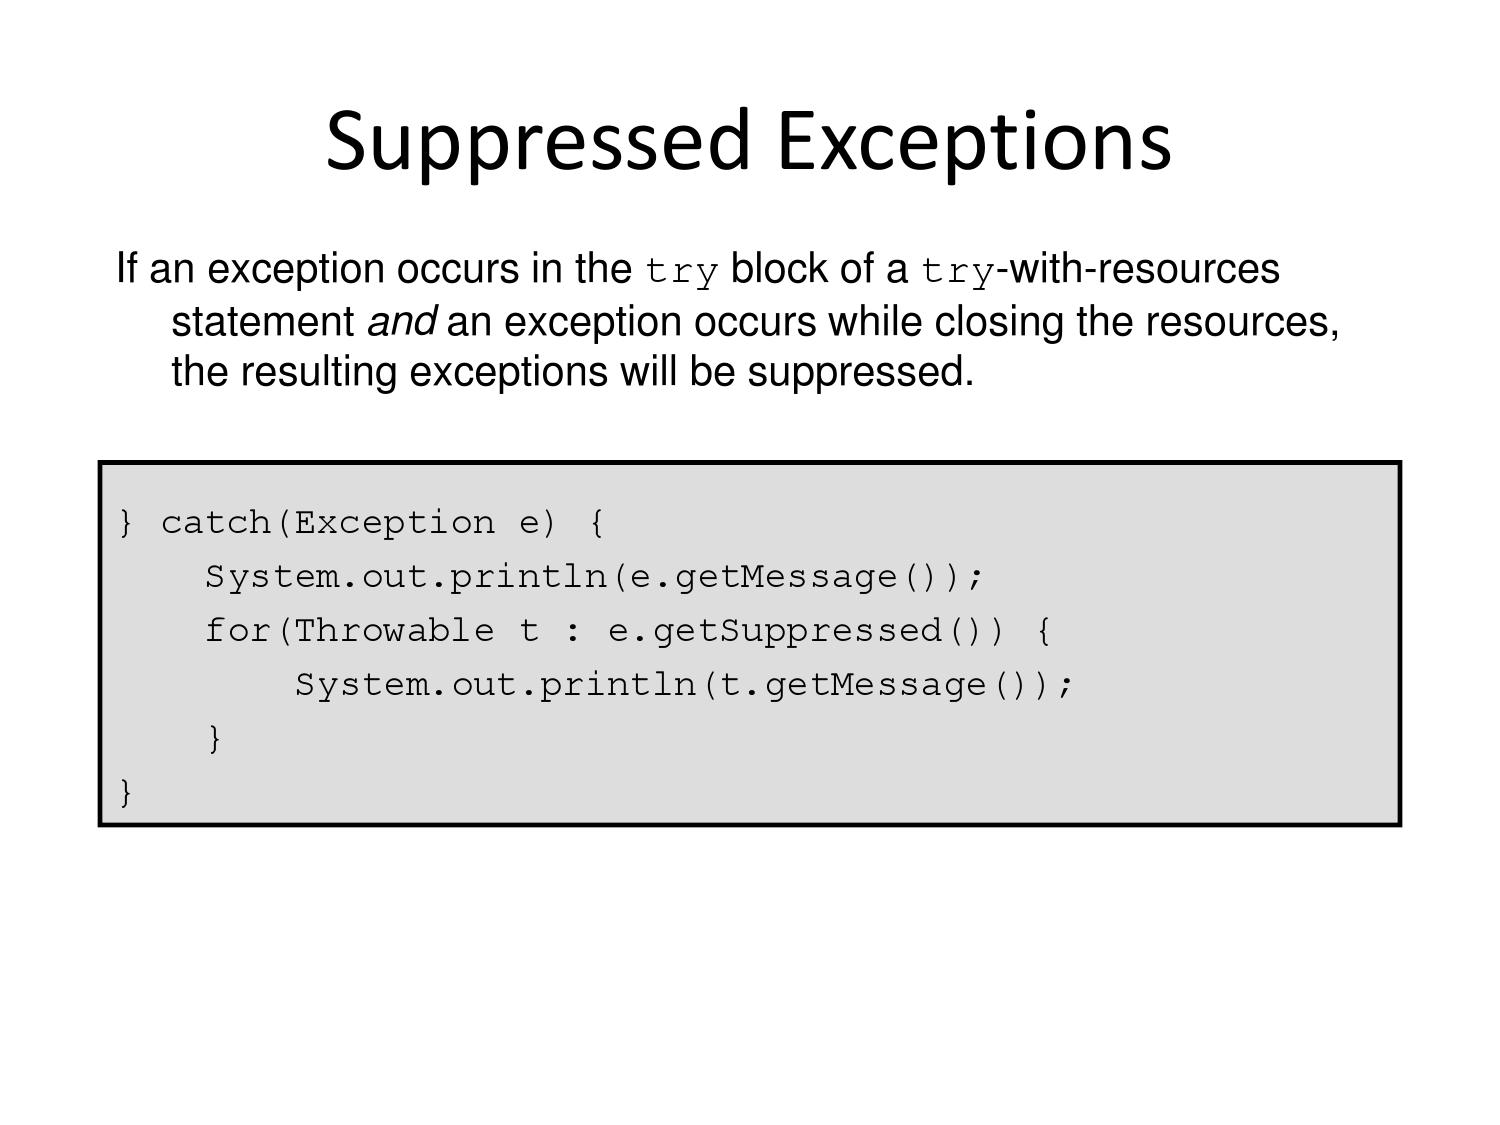 Suppressed Exceptions
If an exception occurs in the try block of a try-with-resources
statement and an exception occurs while closing the resources,
the resulting exceptions will be suppressed.
} catch(Exception e) {
    System.out.println(e.getMessage());
    for(Throwable t : e.getSuppressed()) {
        System.out.println(t.getMessage());
    }
}